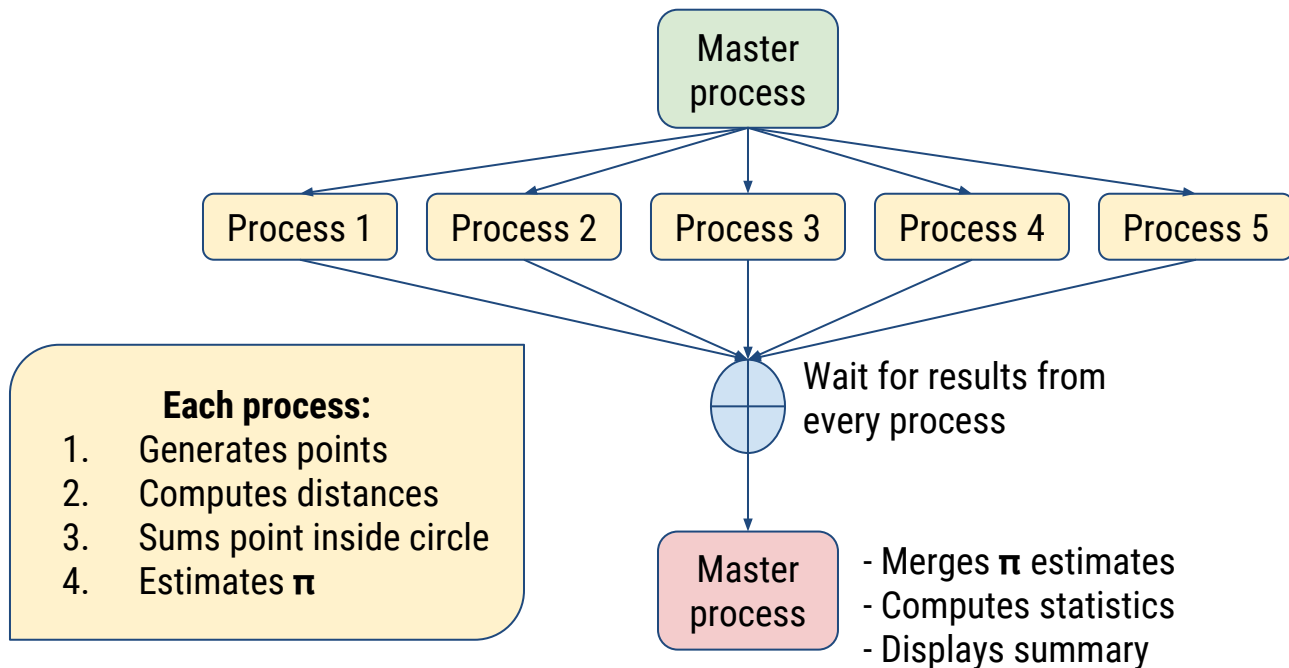 Master
process
Process 1
Process 2
Process 3
Process 4
Process 5
Wait for results from
every process
Each process:
1. Generates points
2. Computes distances
3. Sums point inside circle
4. Estimates π
Master
process
- Merges π estimates
- Computes statistics
- Displays summary